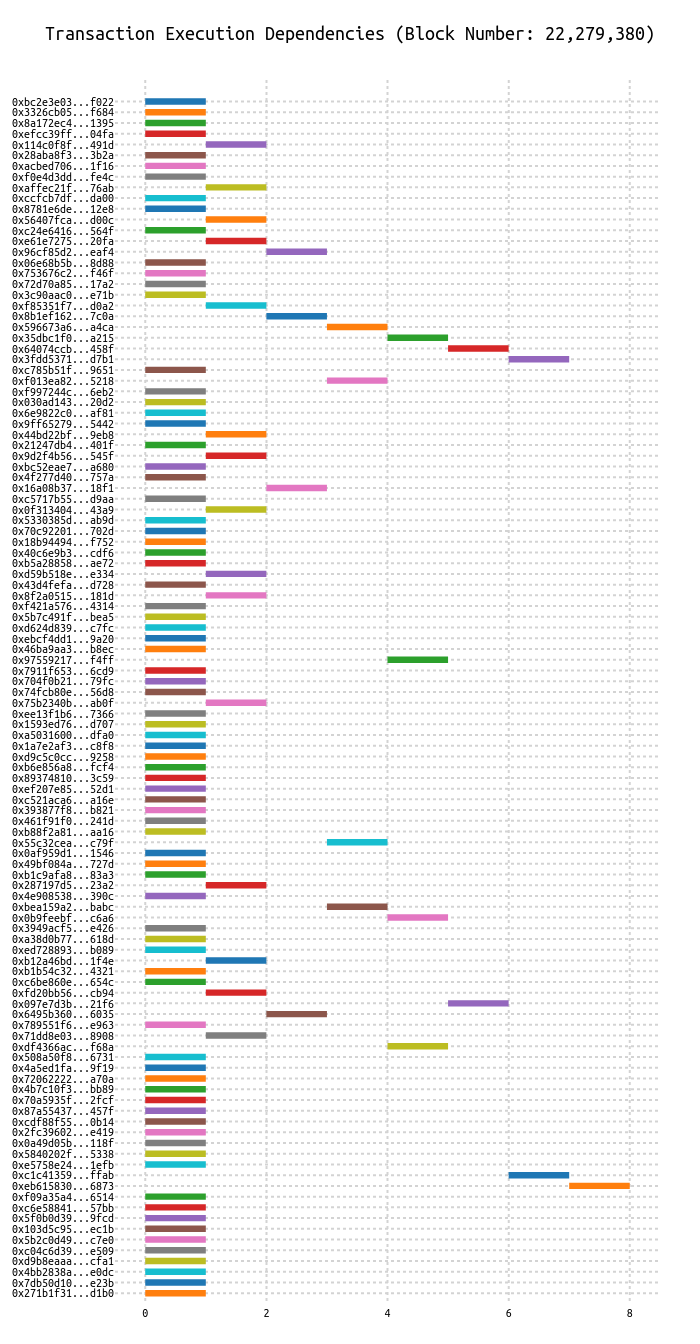 Transaction Execution Dependencies (Block Number: 22,279,380)
0xbc2e3e03...f022
0x3326cb05...f684
0x8a172ec4...1395
0xefcc39ff...04fa
0x114c0f8f...491d
0x28aba8f3...3b2a
0xacbed706...1f16
0xf0e4d3dd...fe4c
0xaffec21f...76ab
0xccfcb7df...da00
0x8781e6de...12e8
0x56407fca...d00c
0xc24e6416...564f
0xe61e7275...20fa
0x96cf85d2...eaf4
0x06e68b5b...8d88
0x753676c2...f46f
0x72d70a85...17a2
0x3c90aac0...e71b
0xf85351f7...d0a2
0x8b1ef162...7c0a
0x596673a6...a4ca
0x35dbc1f0...a215
0x64074ccb...458f
0x3fdd5371...d7b1
0xc785b51f...9651
0xf013ea82...5218
0xf997244c...6eb2
0x030ad143...20d2
0x6e9822c0...af81
0x9ff65279...5442
0x44bd22bf...9eb8
0x21247db4...401f
0x9d2f4b56...545f
0xbc52eae7...a680
0x4f277d40...757a
0x16a08b37...18f1
0xc5717b55...d9aa
0x0f313404...43a9
0x5330385d...ab9d
0x70c92201...702d
0x18b94494...f752
0x40c6e9b3...cdf6
0xb5a28858...ae72
0xd59b518e...e334
0x43d4fefa...d728
0x8f2a0515...181d
0xf421a576...4314
0x5b7c491f...bea5
0xd624d839...c7fc
0xebcf4dd1...9a20
0x46ba9aa3...b8ec
0x97559217...f4ff
0x7911f653...6cd9
0x704f0b21...79fc
0x74fcb80e...56d8
0x75b2340b...ab0f
0xee13f1b6...7366
0x1593ed76...d707
0xa5031600...dfa0
0x1a7e2af3...c8f8
0xd9c5c0cc...9258
0xb6e856a8...fcf4
0x89374810...3c59
0xef207e85...52d1
0xc521aca6...a16e
0x393877f8...b821
0x461f91f0...241d
0xb88f2a81...aa16
0x55c32cea...c79f
0x0af959d1...1546
0x49bf084a...727d
0xb1c9afa8...83a3
0x287197d5...23a2
0x4e908538...390c
0xbea159a2...babc
0x0b9feebf...c6a6
0x3949acf5...e426
0xa38d0b77...618d
0xed728893...b089
0xb12a46bd...1f4e
0xb1b54c32...4321
0xc6be860e...654c
0xfd20bb56...cb94
0x097e7d3b...21f6
0x6495b360...6035
0x789551f6...e963
0x71dd8e03...8908
0xdf4366ac...f68a
0x508a50f8...6731
0x4a5ed1fa...9f19
0x72062222...a70a
0x4b7c10f3...bb89
0x70a5935f...2fcf
0x87a55437...457f
0xcdf88f55...0b14
0x2fc39602...e419
0x0a49d05b...118f
0x5840202f...5338
0xe5758e24...1efb
0xc1c41359...ffab
0xeb615830...6873
0xf09a35a4...6514
0xc6e58841...57bb
0x5f0b0d39...9fcd
0x103d5c95...ec1b
0x5b2c0d49...c7e0
0xc04c6d39...e509
0xd9b8eaaa...cfa1
0x4bb2838a...e0dc
0x7db50d10...e23b
0x271b1f31...d1b0
0 2 4 6 8